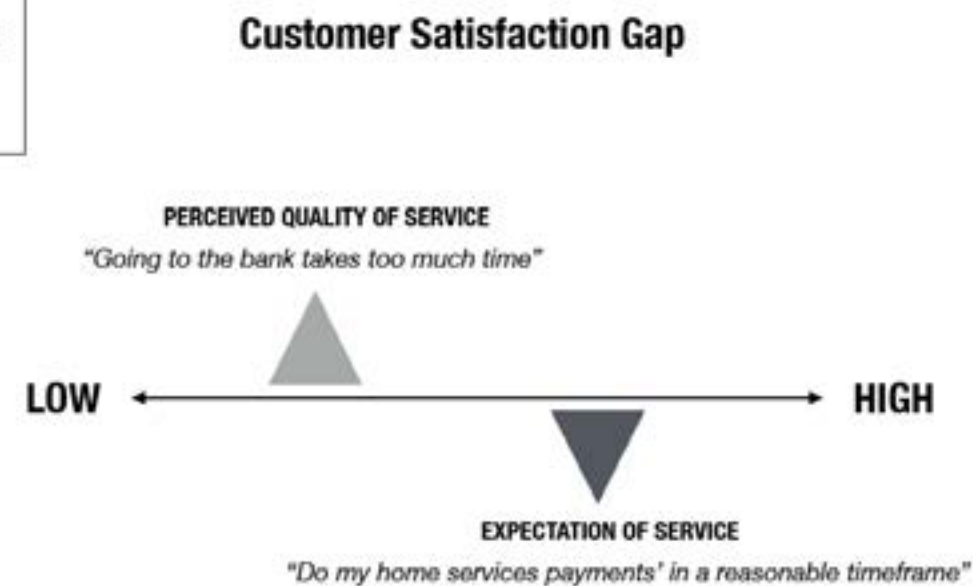 Customer Satisfaction Gap
PERCEIVED QUALITY OF SERVICE
“Going to the bank takes too much time”
LOW
HIGH
EXPECTATION OF SERVICE
“Do my home services payments’ in a reasonable timeframe”